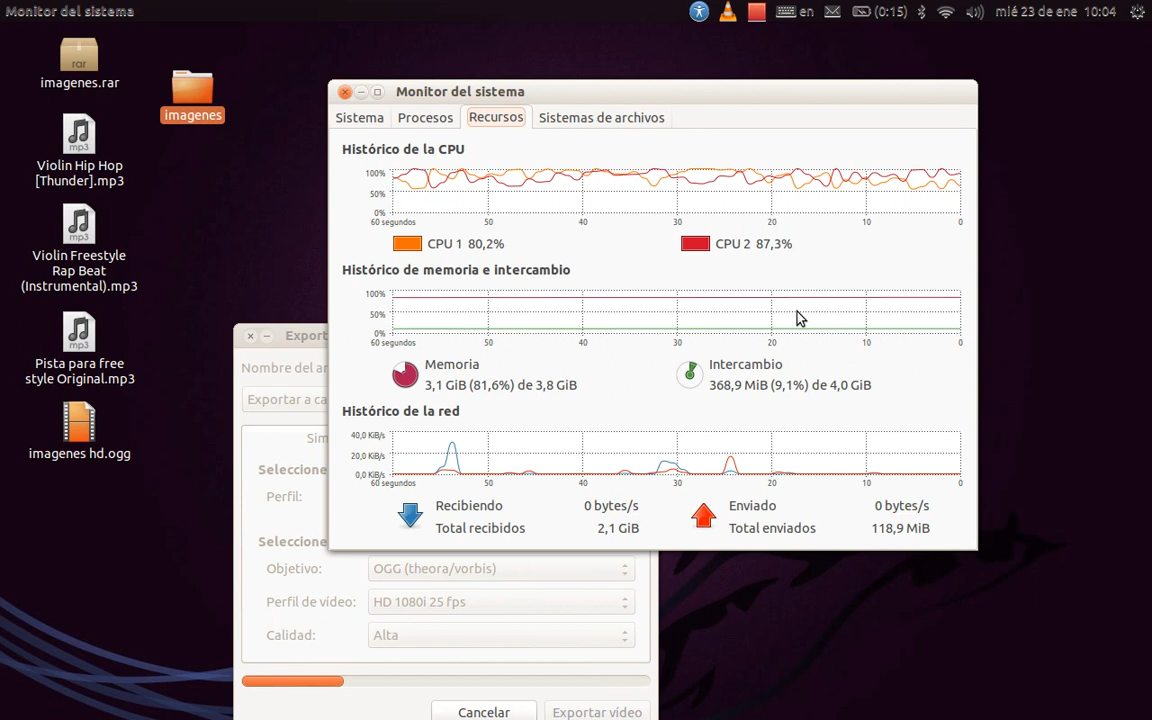 Monitor del sistema
en
(0:15)
mié 23 de ene 10:04
rar
imagenes.rar
imagenes
mp3
Violin Hip Hop
[Thunder].mp3
mp3
Violin Freestyle
Rap Beat
(Instrumental).mp3
mp3
Pista para free
style Original.mp3
imagenes hd.ogg
Monitor del sistema
Sistema Procesos Recursos Sistemas de archivos
Histórico de la CPU
100%
50%
0%
60 segundos 50 40 30 20 10 0
CPU 1 80,2% CPU 2 87,3%
Histórico de memoria e intercambio
100%
50%
0%
60 segundos 50 40 30 20 10 0
Memoria
3,1 GiB (81,6%) de 3,8 GiB
Intercambio
368,9 MiB (9,1%) de 4,0 GiB
Histórico de la red
40,0 KiB/s
20,0 KiB/s
0,0 KiB/s
60 segundos 50 40 30 20 10 0
Recibiendo 0 bytes/s
Total recibidos 2,1 GiB
Enviado 0 bytes/s
Total enviados 118,9 MiB
Export
Nombre del ar
Exportar a ca
Sim
Seleccione
Perfil:
Seleccione
Objetivo: OGG (theora/vorbis)
Perfil de vídeo: HD 1080i 25 fps
Calidad: Alta
Cancelar Exportar vídeo